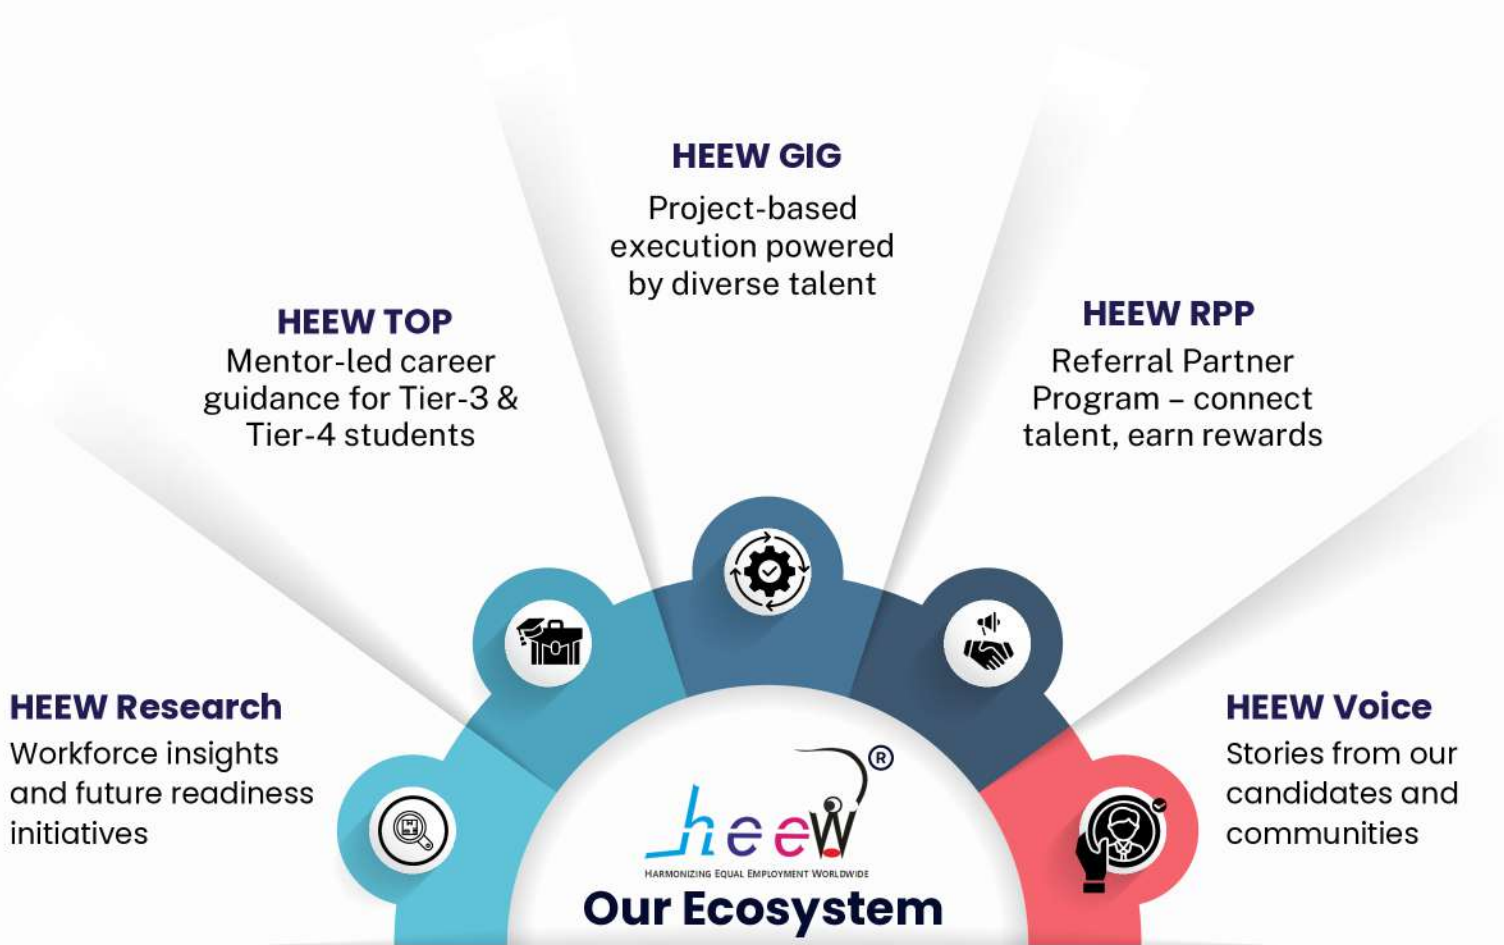 HEEW GIG
Project-based
execution powered
by diverse talent
HEEW TOP
Mentor-led career
guidance for Tier-3 &
Tier-4 students
HEEW RPP
Referral Partner
Program – connect
talent, earn rewards
HEEW Research
Workforce insights
and future readiness
initiatives
HEEW Voice
Stories from our
candidates and
communities
heew ®
HARMONIZING EQUAL EMPLOYMENT WORLDWIDE
Our Ecosystem